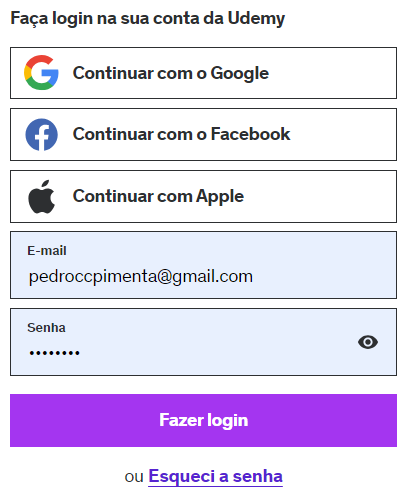 Faça login na sua conta da Udemy
Continuar com o Google
Continuar com o Facebook
Continuar com Apple
E-mail
pedroccpimenta@gmail.com
Senha
••••••••
Fazer login
ou Esqueci a senha